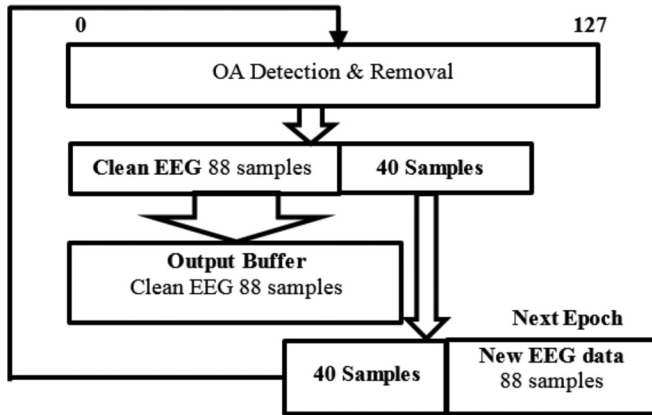 0 127
OA Detection & Removal
Clean EEG 88 samples 40 Samples
Output Buffer
Clean EEG 88 samples
Next Epoch
40 Samples New EEG data
88 samples